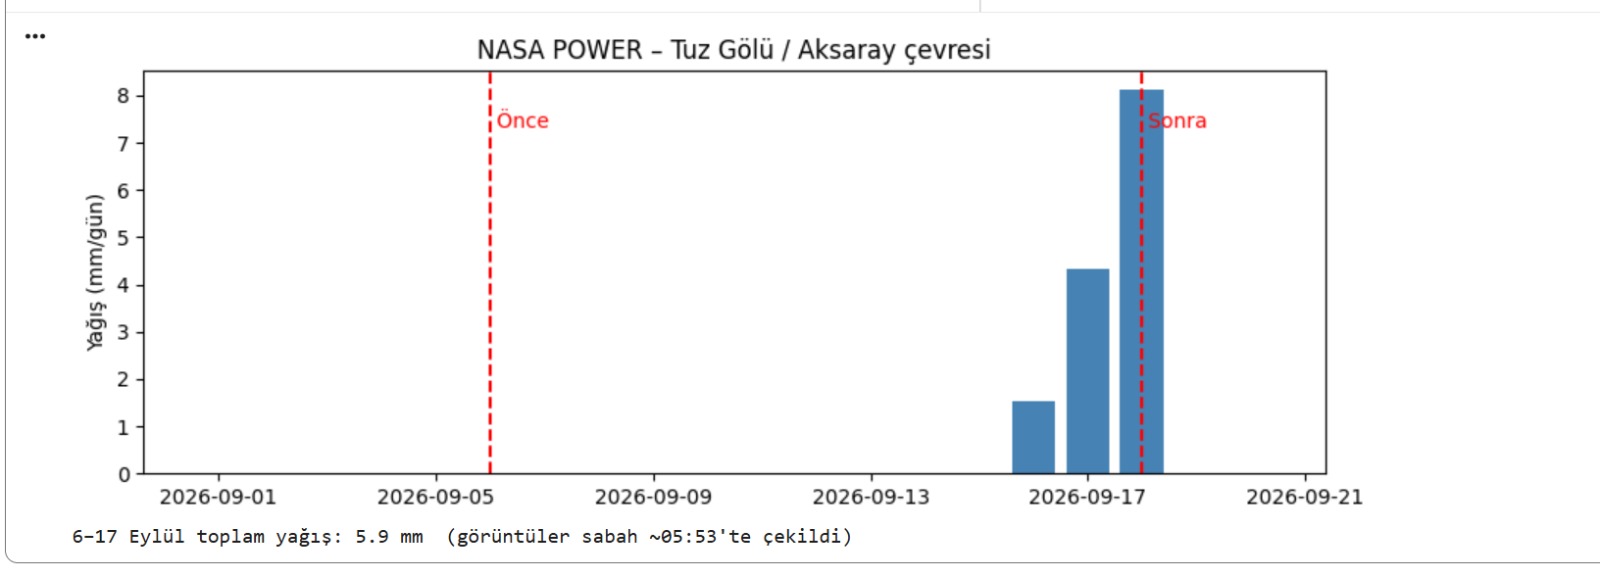 NASA POWER – Tuz Gölü / Aksaray çevresi
Yağış (mm/gün)
8
7
6
5
4
3
2
1
0
Önce
Sonra
2026-09-01 2026-09-05 2026-09-09 2026-09-13 2026-09-17 2026-09-21
6–17 Eylül toplam yağış: 5.9 mm (görüntüler sabah ~05:53'te çekildi)